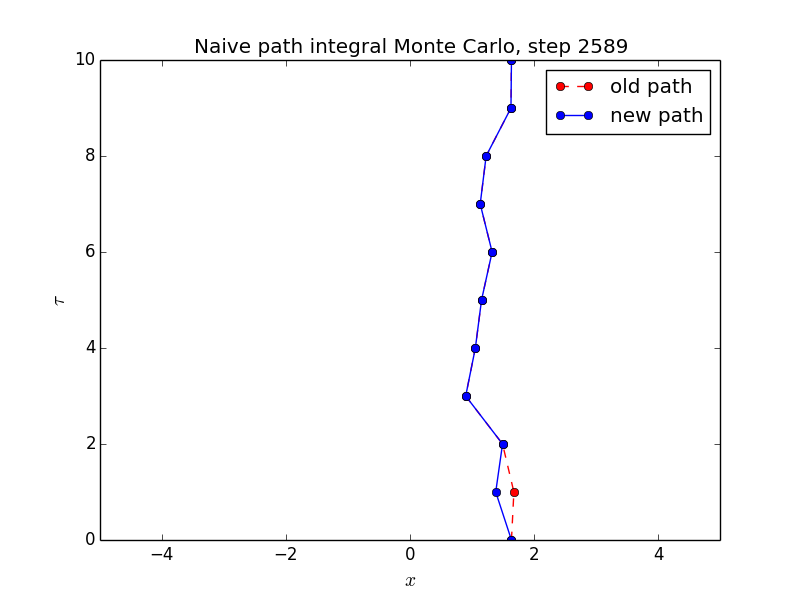 Naive path integral Monte Carlo, step 2589
10
8
6
4
2
0
τ
−4
−2
0
2
4
x
old path
new path